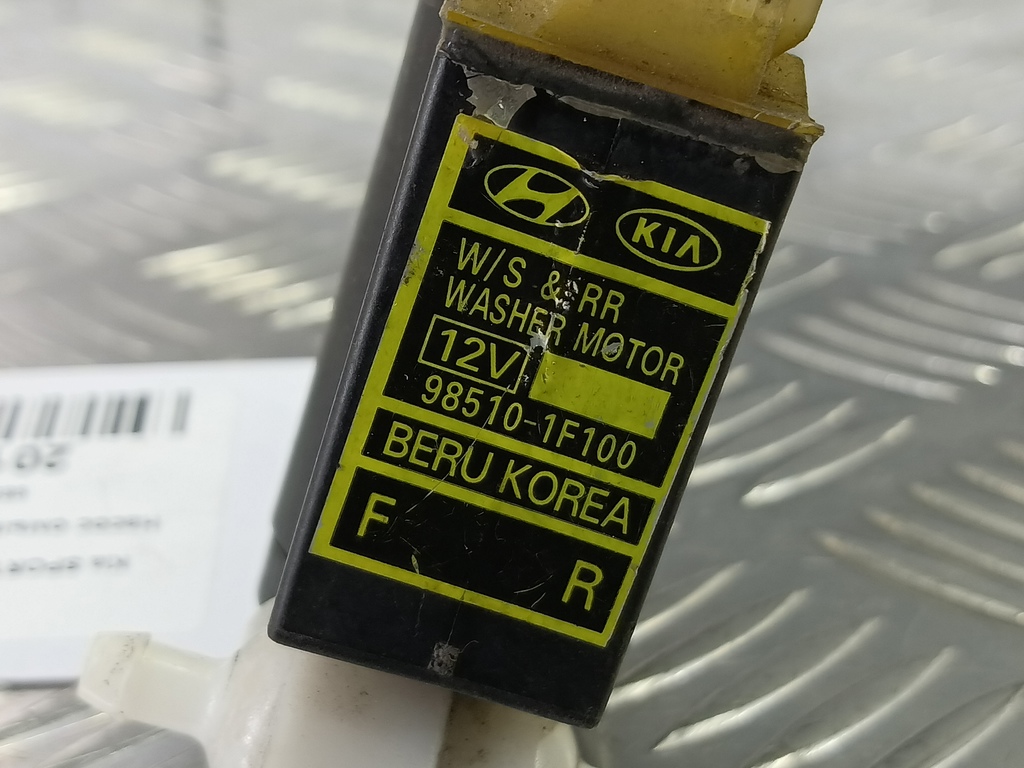 KIA
W/S & RR
WASHER MOTOR
12V
98510-1F100
BERU KOREA
F
R